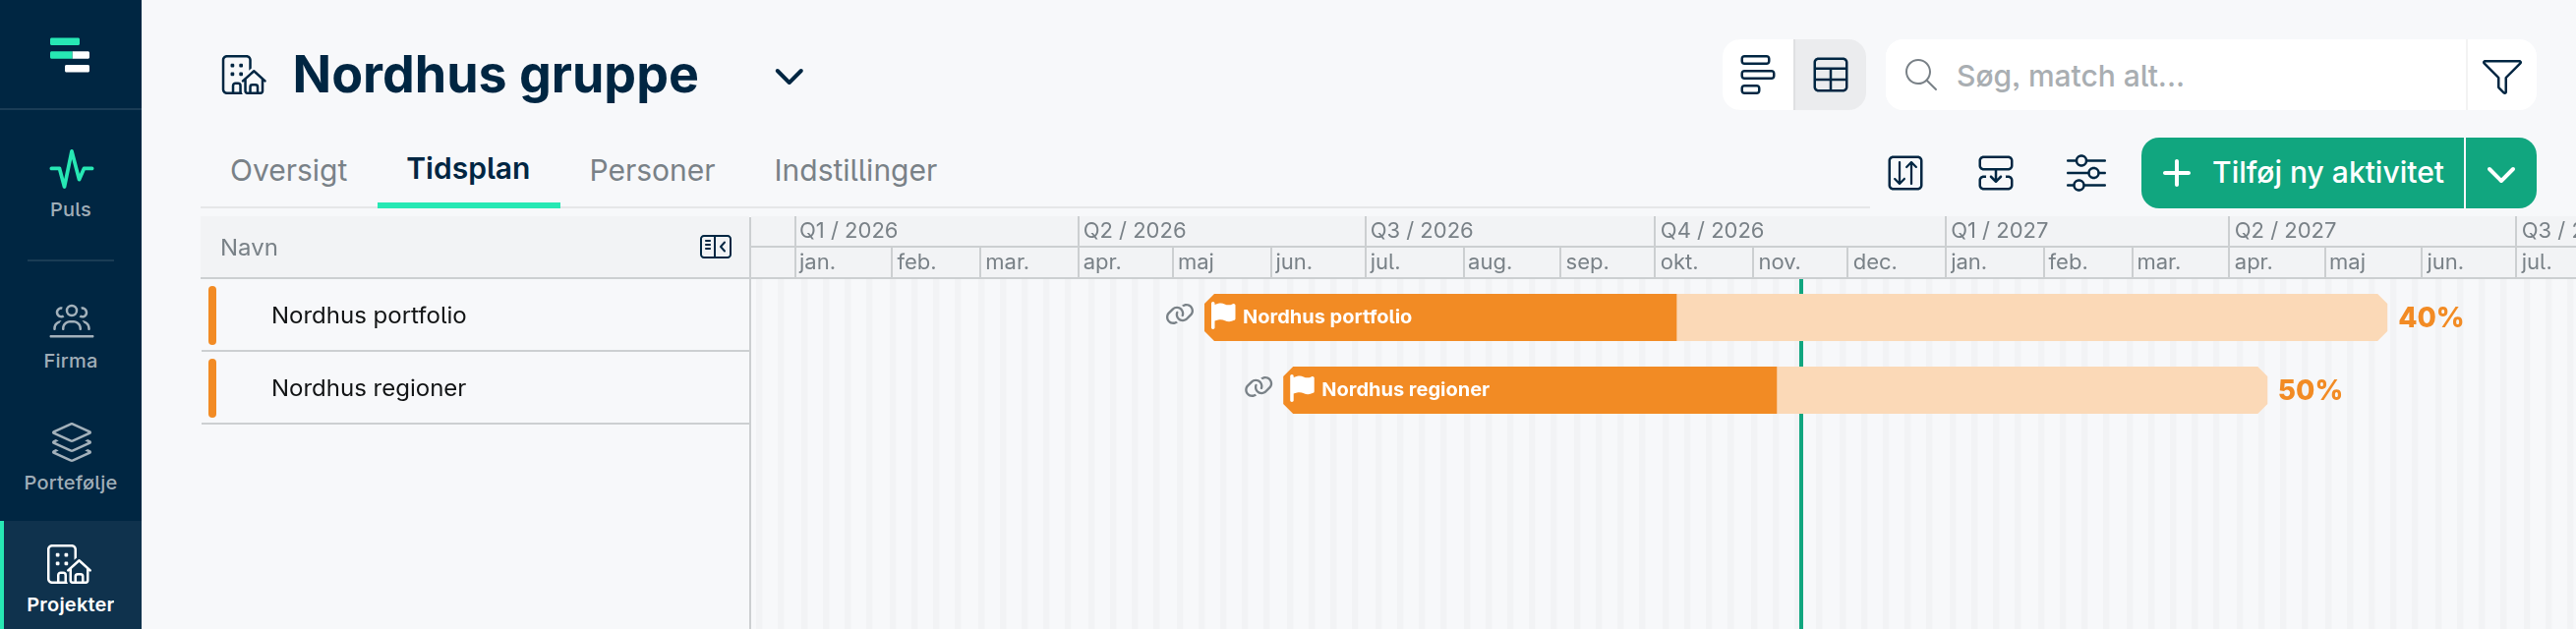 Nordhus gruppe
Søg, match alt...
Oversigt Tidsplan Personer Indstillinger
Tilføj ny aktivitet
Puls
Firma
Portefølje
Projekter
Navn
Q1 / 2026 Q2 / 2026 Q3 / 2026 Q4 / 2026 Q1 / 2027 Q2 / 2027 Q3 /
jan. feb. mar. apr. maj jun. jul. aug. sep. okt. nov. dec. jan. feb. mar. apr. maj jun. jul.
Nordhus portfolio Nordhus portfolio 40%
Nordhus regioner Nordhus regioner 50%